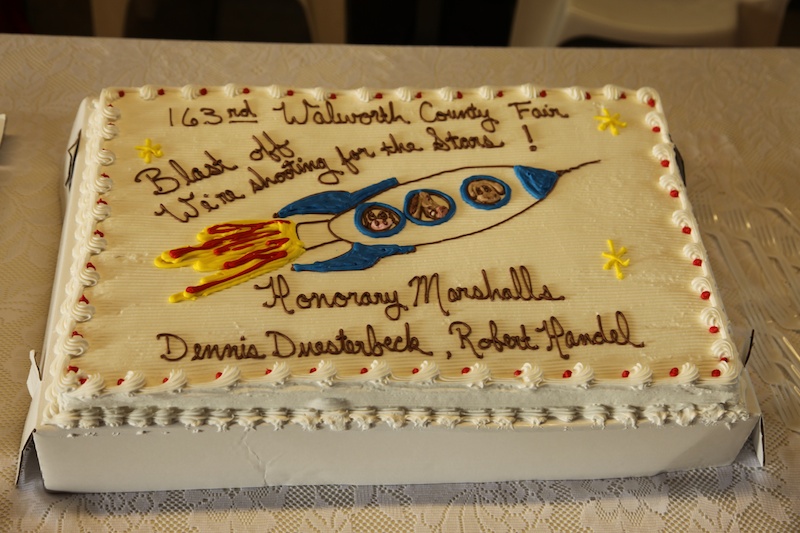 163rd Walworth County Fair
Blast off
We're shooting for the Stars !
Honorary Marshalls
Dennis Duesterbeck , Robert Handel